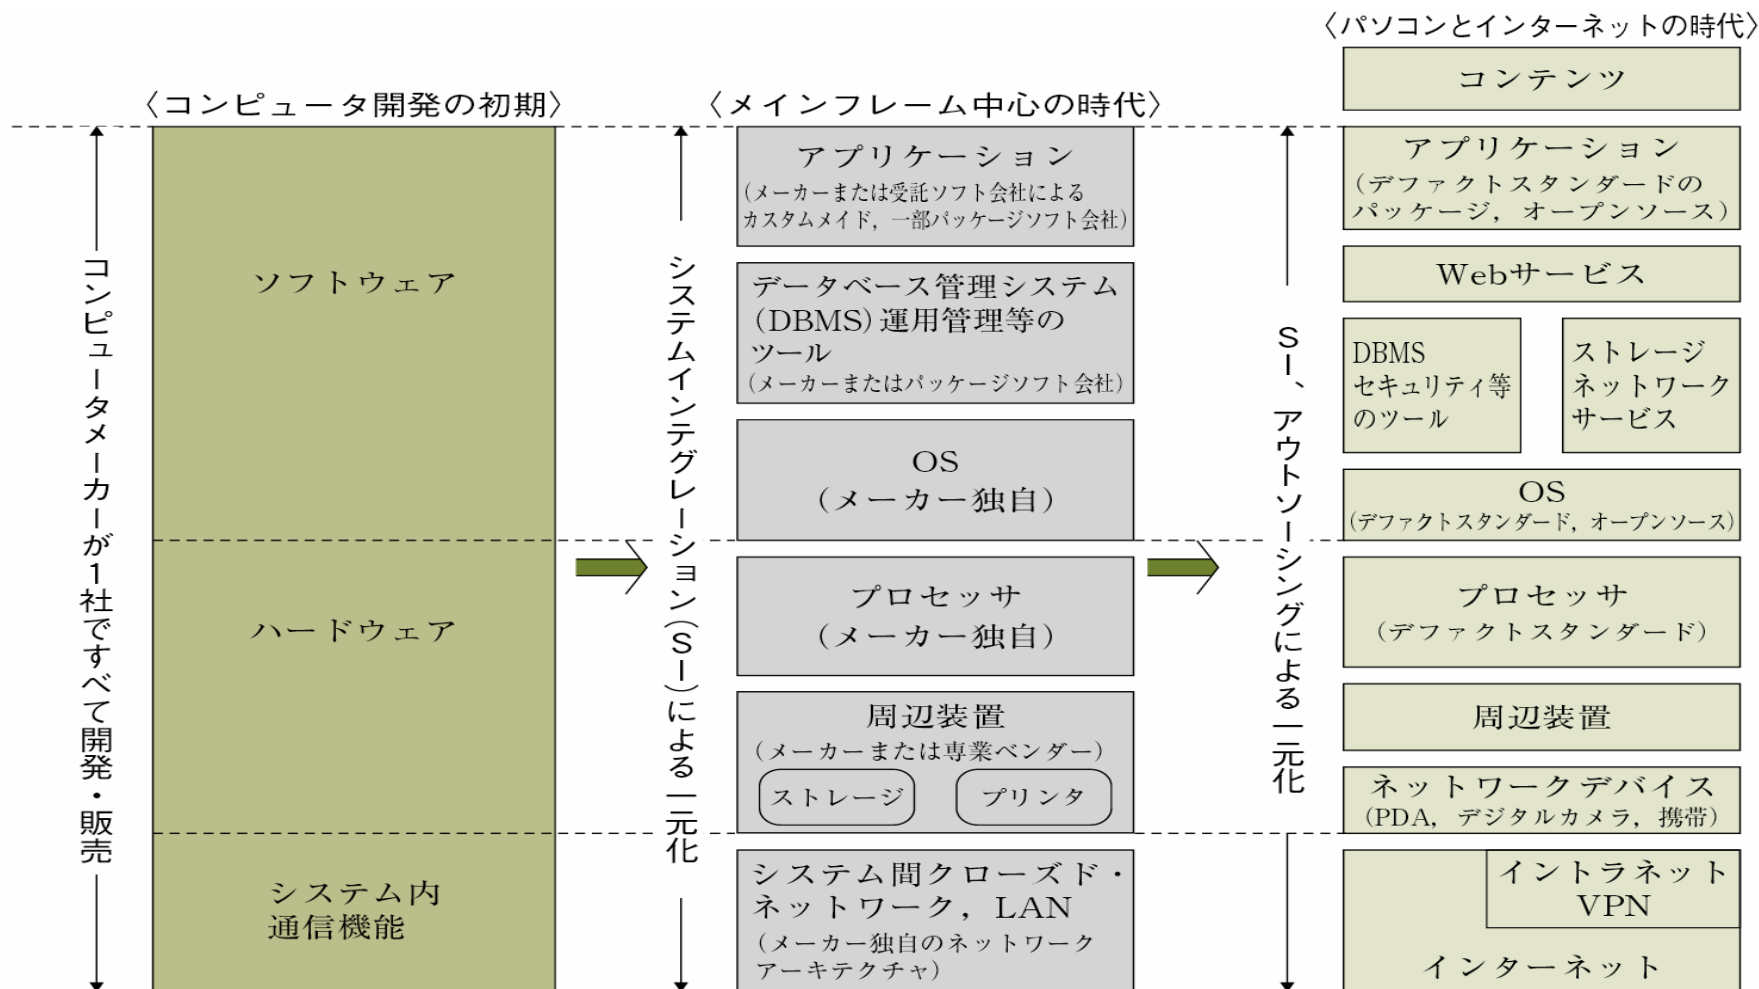 〈コンピュータ開発の初期〉
コンピュータメーカーが1社ですべて開発・販売
ソフトウェア
ハードウェア
システム内
通信機能
〈メインフレーム中心の時代〉
システムインテグレーション(SI)による一元化
アプリケーション
(メーカーまたは受託ソフト会社による
カスタムメイド，一部パッケージソフト会社)
データベース管理システム
(DBMS)運用管理等の
ツール
(メーカーまたはパッケージソフト会社)
OS
(メーカー独自)
プロセッサ
(メーカー独自)
周辺装置
(メーカーまたは専業ベンダー)
ストレージ
プリンタ
システム間クローズド・
ネットワーク，LAN
(メーカー独自のネットワーク
アーキテクチャ)
〈パソコンとインターネットの時代〉
SI、アウトソーシングによる一元化
コンテンツ
アプリケーション
(デファクトスタンダードの
パッケージ，オープンソース)
Webサービス
DBMS
セキュリティ等
のツール
ストレージ
ネットワーク
サービス
OS
(デファクトスタンダード，オープンソース)
プロセッサ
(デファクトスタンダード)
周辺装置
ネットワークデバイス
(PDA，デジタルカメラ，携帯)
イントラネット
VPN
インターネット